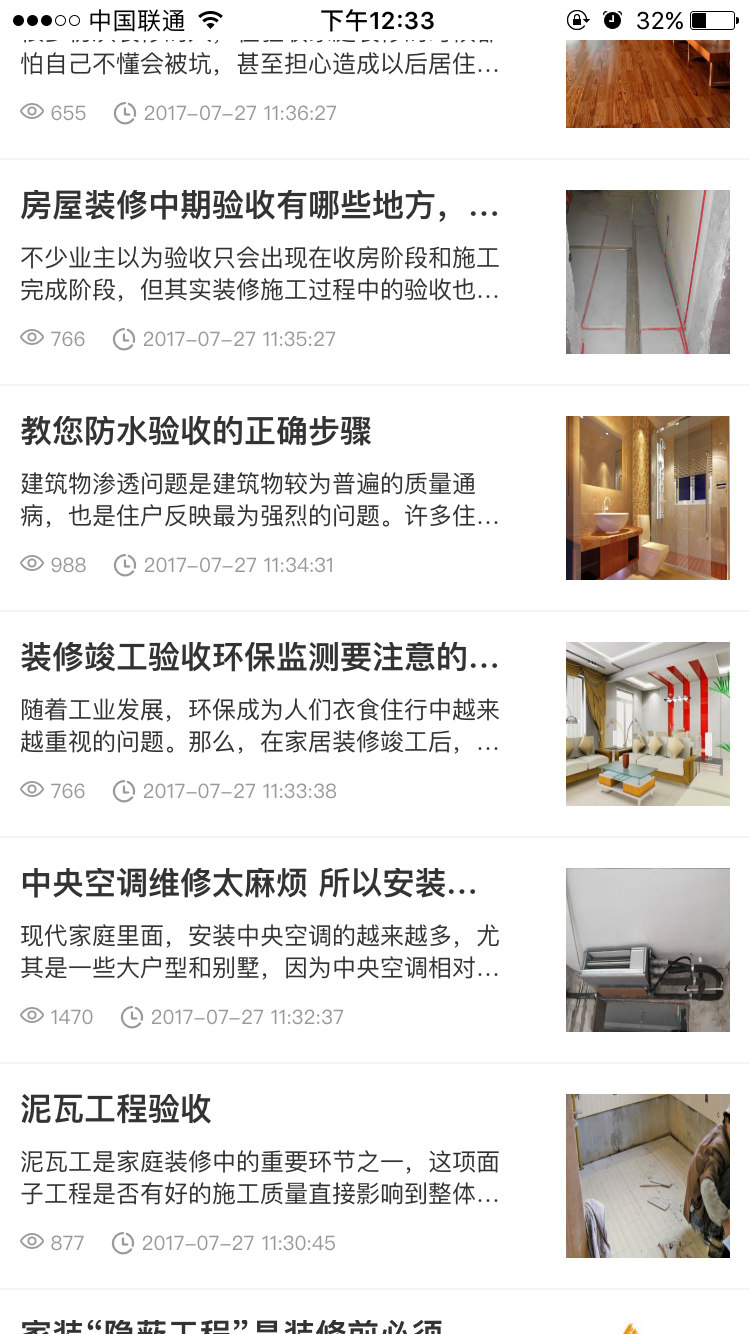 中国联通
下午12:33
32%
怕自己不懂会被坑，甚至担心造成以后居住…
655
2017-07-27 11:36:27
房屋装修中期验收有哪些地方，…
不少业主以为验收只会出现在收房阶段和施工
完成阶段，但其实装修施工过程中的验收也…
766
2017-07-27 11:35:27
教您防水验收的正确步骤
建筑物渗透问题是建筑物较为普遍的质量通
病，也是住户反映最为强烈的问题。许多住…
988
2017-07-27 11:34:31
装修竣工验收环保监测要注意的…
随着工业发展，环保成为人们衣食住行中越来
越重视的问题。那么，在家居装修竣工后，…
766
2017-07-27 11:33:38
中央空调维修太麻烦 所以安装…
现代家庭里面，安装中央空调的越来越多，尤
其是一些大户型和别墅，因为中央空调相对…
1470
2017-07-27 11:32:37
泥瓦工程验收
泥瓦工是家庭装修中的重要环节之一，这项面
子工程是否有好的施工质量直接影响到整体…
877
2017-07-27 11:30:45
家装“隐蔽工程”是装修前必须